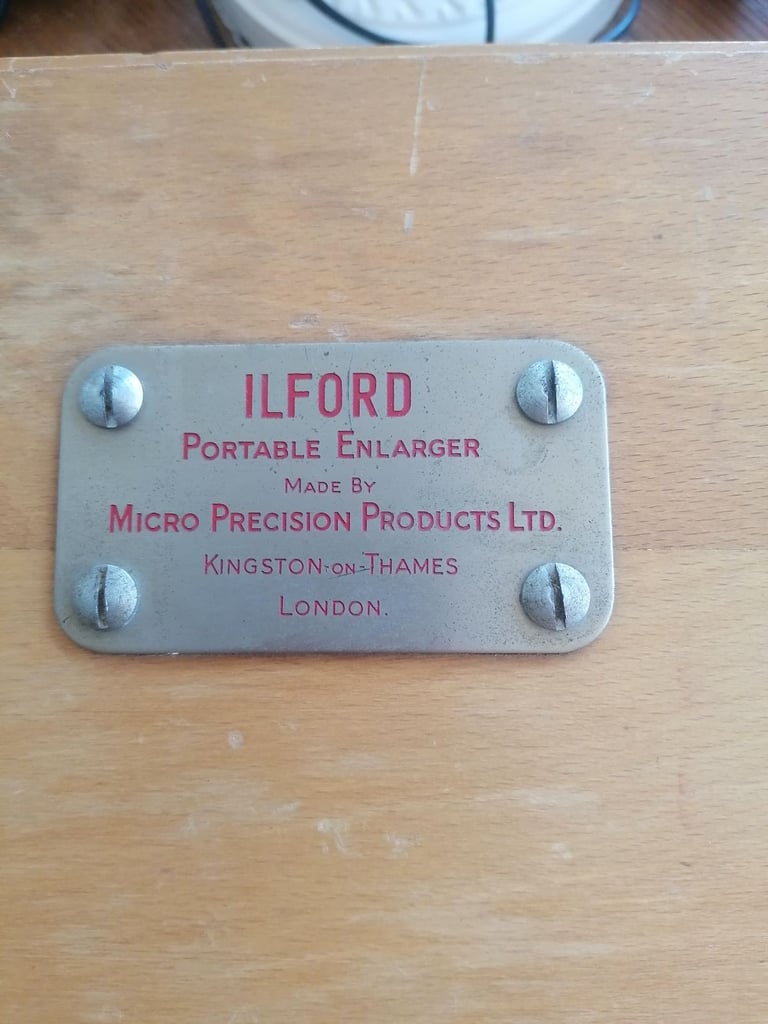 ILFORD
PORTABLE ENLARGER
MADE BY
MICRO PRECISION PRODUCTS LTD.
KINGSTON-ON-THAMES
LONDON.